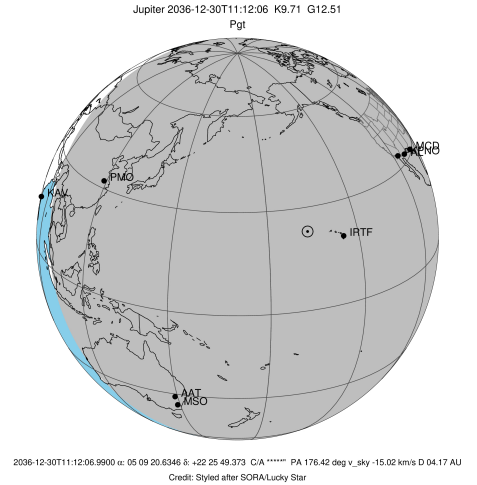 Jupiter 2036-12-30T11:12:06 K9.71 G12.51
Pgt
MCD
KPNO
PMO
KAV
IRTF
AAT
MSO
2036-12-30T11:12:06.9900 α: 05 09 20.6346 δ: +22 25 49.373 C/A *****" PA 176.42 deg v_sky -15.02 km/s D 04.17 AU
Credit: Styled after SORA/Lucky Star